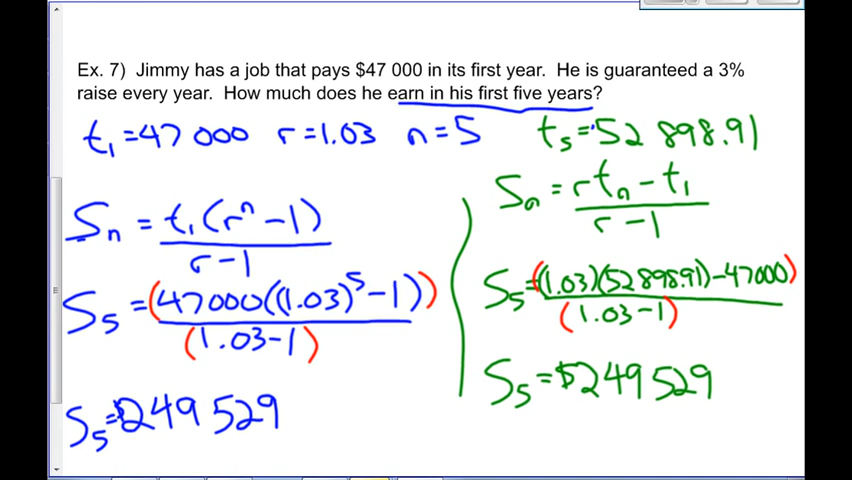 Ex. 7) Jimmy has a job that pays $47 000 in its first year. He is guaranteed a 3%
raise every year. How much does he earn in his first five years?
t₁=47 000 r=1.03 n=5
Sₙ = t₁(rⁿ-1)
r-1
S₅ = (47000((1.03)⁵-1))
(1.03-1)
S₅=$249 529
t₅=52 898.91
Sₙ = rtₙ - t₁
r-1
S₅=((1.03)(52898.91)-47000)
(1.03-1)
S₅=$249 529